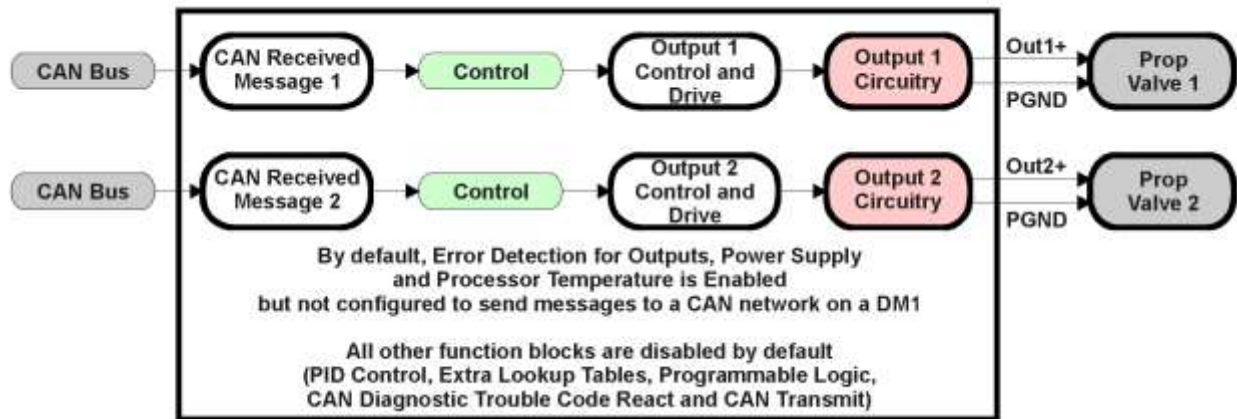 CAN Bus
CAN Received
Message 1
Control
Output 1
Control and
Drive
Output 1
Circuitry
Out1+
PGND
Prop
Valve 1
CAN Bus
CAN Received
Message 2
Control
Output 2
Control and
Drive
Output 2
Circuitry
Out2+
PGND
Prop
Valve 2
By default, Error Detection for Outputs, Power Supply
and Processor Temperature is Enabled
but not configured to send messages to a CAN network on a DM1
All other function blocks are disabled by default
(PID Control, Extra Lookup Tables, Programmable Logic,
CAN Diagnostic Trouble Code React and CAN Transmit)